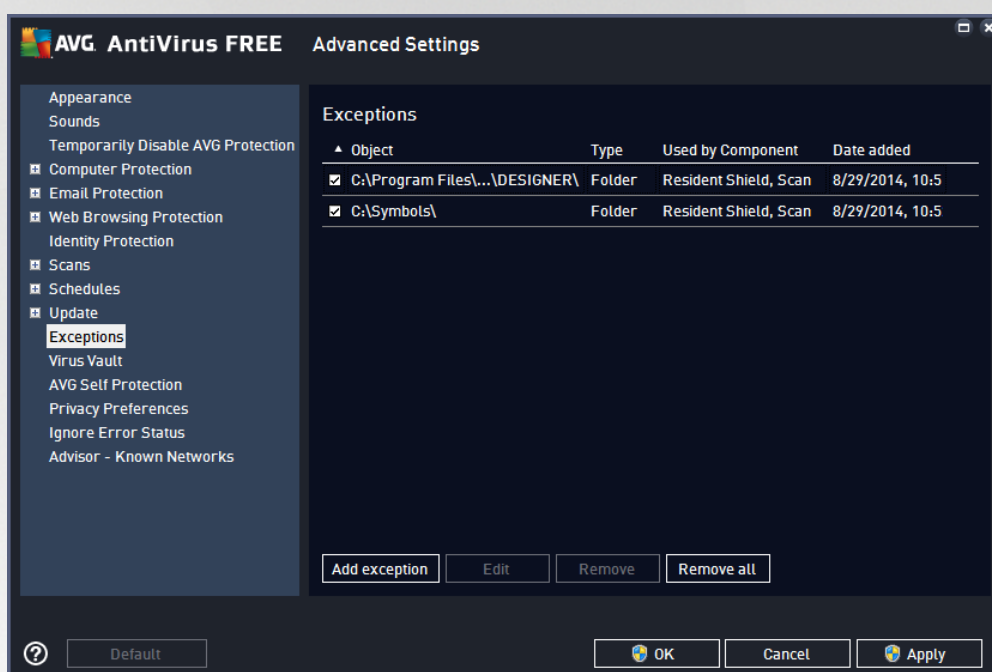 AVG. AntiVirus FREE Advanced Settings
Appearance
Sounds
Temporarily Disable AVG Protection
Computer Protection
Email Protection
Web Browsing Protection
Identity Protection
Scans
Schedules
Update
Exceptions
Virus Vault
AVG Self Protection
Privacy Preferences
Ignore Error Status
Advisor - Known Networks
Exceptions
Object Type Used by Component Date added
C:\Program Files\...\DESIGNER\ Folder Resident Shield, Scan 8/29/2014, 10:5
C:\Symbols\ Folder Resident Shield, Scan 8/29/2014, 10:5
Add exception Edit Remove Remove all
? Default OK Cancel Apply